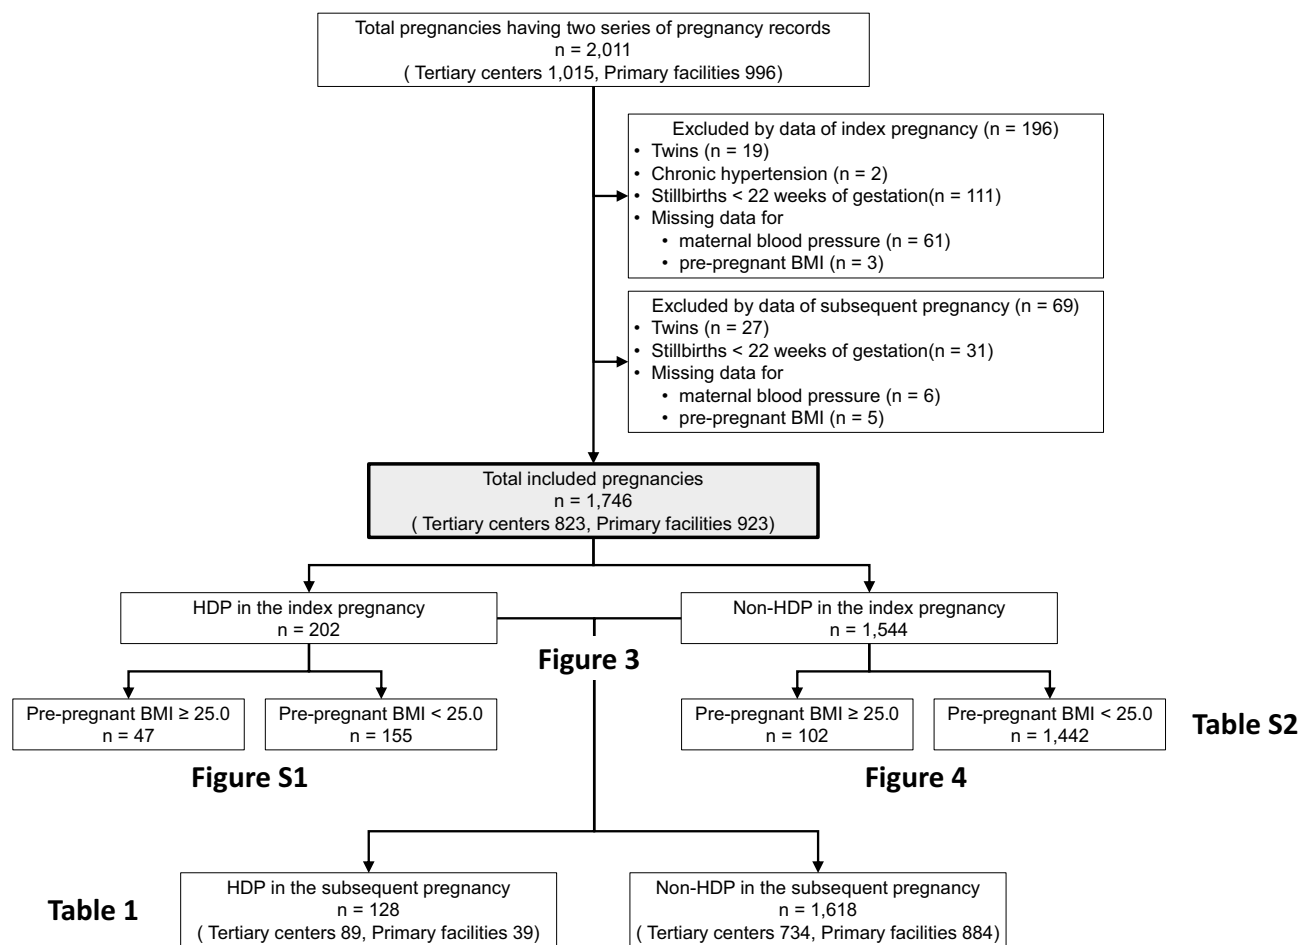 Total pregnancies having two series of pregnancy records
n = 2,011
( Tertiary centers 1,015, Primary facilities 996)
Excluded by data of index pregnancy (n = 196)
• Twins (n = 19)
• Chronic hypertension (n = 2)
• Stillbirths < 22 weeks of gestation(n = 111)
• Missing data for
• maternal blood pressure (n = 61)
• pre-pregnant BMI (n = 3)
Excluded by data of subsequent pregnancy (n = 69)
• Twins (n = 27)
• Stillbirths < 22 weeks of gestation(n = 31)
• Missing data for
• maternal blood pressure (n = 6)
• pre-pregnant BMI (n = 5)
Total included pregnancies
n = 1,746
( Tertiary centers 823, Primary facilities 923)
HDP in the index pregnancy
n = 202
Non-HDP in the index pregnancy
n = 1,544
Figure 3
Pre-pregnant BMI ≥ 25.0
n = 47
Pre-pregnant BMI < 25.0
n = 155
Pre-pregnant BMI ≥ 25.0
n = 102
Pre-pregnant BMI < 25.0
n = 1,442
Table S2
Figure S1
Figure 4
Table 1
HDP in the subsequent pregnancy
n = 128
( Tertiary centers 89, Primary facilities 39)
Non-HDP in the subsequent pregnancy
n = 1,618
( Tertiary centers 734, Primary facilities 884)